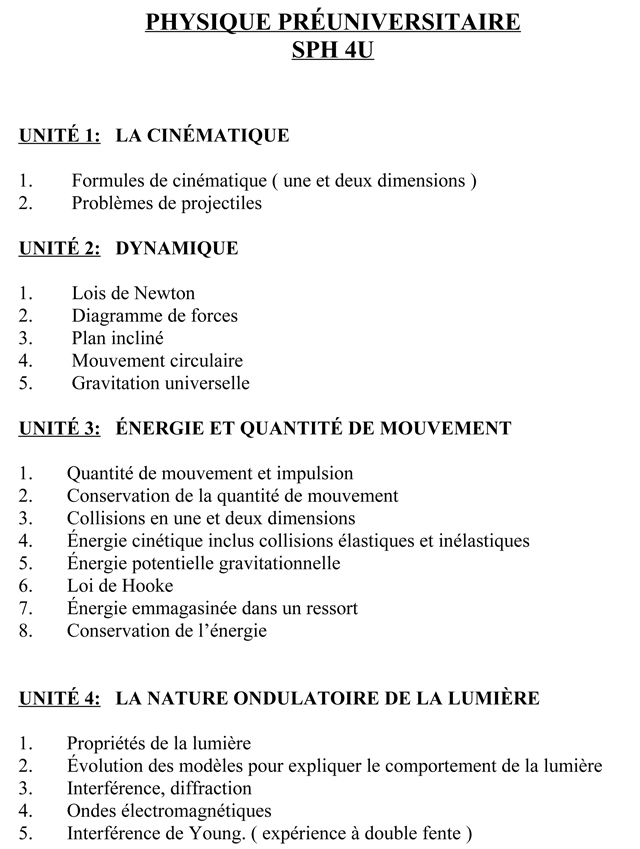 PHYSIQUE PRÉUNIVERSITAIRE
SPH 4U
UNITÉ 1: LA CINÉMATIQUE
1. Formules de cinématique ( une et deux dimensions )
2. Problèmes de projectiles
UNITÉ 2: DYNAMIQUE
1. Lois de Newton
2. Diagramme de forces
3. Plan incliné
4. Mouvement circulaire
5. Gravitation universelle
UNITÉ 3: ÉNERGIE ET QUANTITÉ DE MOUVEMENT
1. Quantité de mouvement et impulsion
2. Conservation de la quantité de mouvement
3. Collisions en une et deux dimensions
4. Énergie cinétique inclus collisions élastiques et inélastiques
5. Énergie potentielle gravitationnelle
6. Loi de Hooke
7. Énergie emmagasinée dans un ressort
8. Conservation de l’énergie
UNITÉ 4: LA NATURE ONDULATOIRE DE LA LUMIÈRE
1. Propriétés de la lumière
2. Évolution des modèles pour expliquer le comportement de la lumière
3. Interférence, diffraction
4. Ondes électromagnétiques
5. Interférence de Young. ( expérience à double fente )